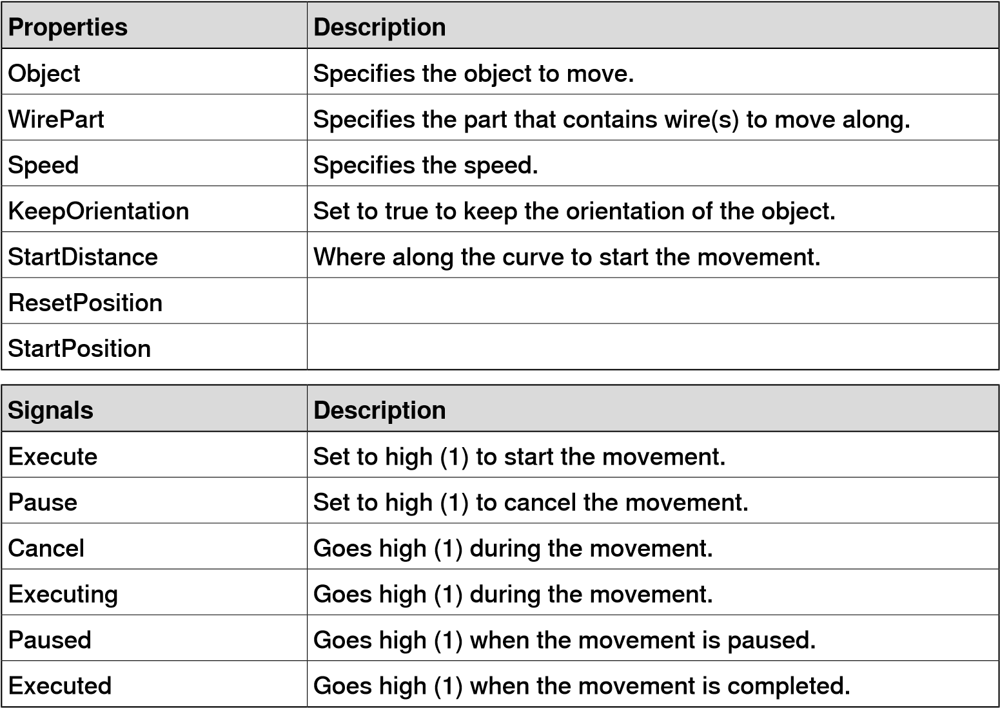 Properties Description
Object Specifies the object to move.
WirePart Specifies the part that contains wire(s) to move along.
Speed Specifies the speed.
KeepOrientation Set to true to keep the orientation of the object.
StartDistance Where along the curve to start the movement.
ResetPosition
StartPosition
Signals Description
Execute Set to high (1) to start the movement.
Pause Set to high (1) to cancel the movement.
Cancel Goes high (1) during the movement.
Executing Goes high (1) during the movement.
Paused Goes high (1) when the movement is paused.
Executed Goes high (1) when the movement is completed.